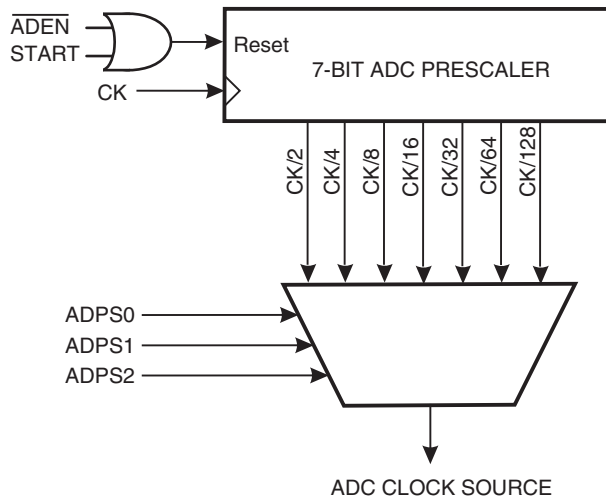 ADEN
START
Reset
7-BIT ADC PRESCALER
CK
CK/2
CK/4
CK/8
CK/16
CK/32
CK/64
CK/128
ADPS0
ADPS1
ADPS2
ADC CLOCK SOURCE